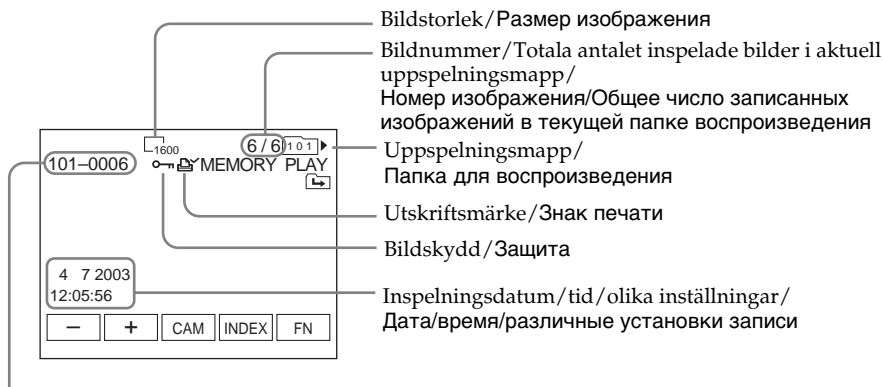 Bildstorlek/Размер изображения
Bildnummer/Totala antalet inspelade bilder i aktuell
uppspelningsmapp/
Номер изображения/Общее число записанных
изображений в текущей папке воспроизведения
Uppspelningsmapp/
Папка для воспроизведения
Utskriftsmärke/Знак печати
Bildskydd/Защита
Inspelningsdatum/tid/olika inställningar/
Дата/время/различные установки записи
1600
6 / 6 101
101–0006
MEMORY PLAY
4 7 2003
12:05:56
– + CAM INDEX FN